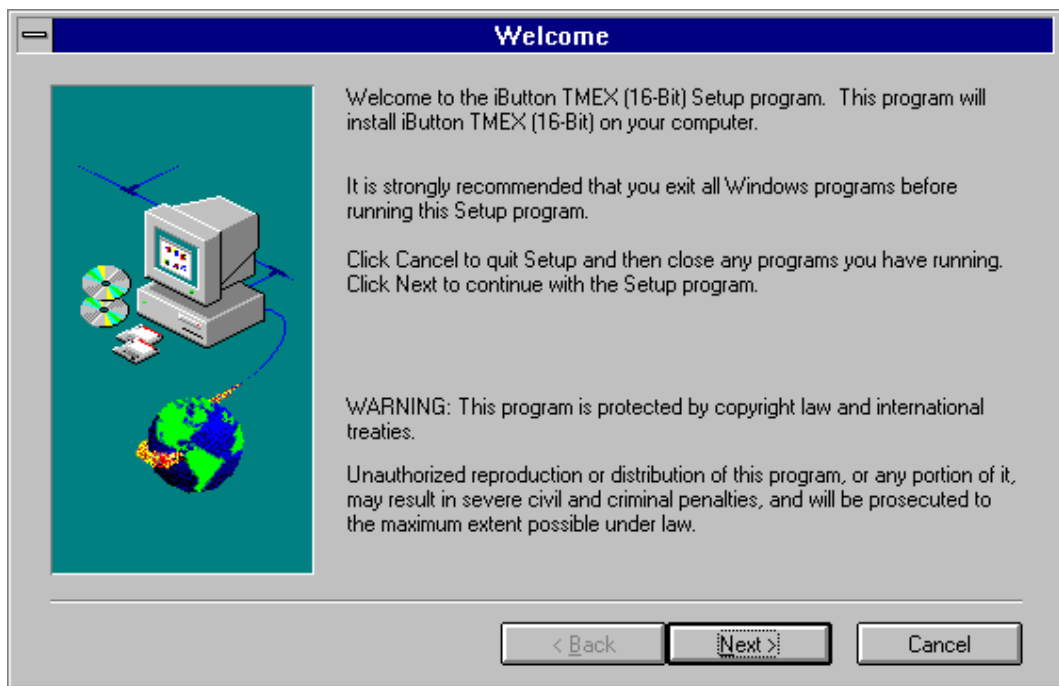 Welcome
Welcome to the iButton TMEX (16-Bit) Setup program.  This program will
install iButton TMEX (16-Bit) on your computer.
It is strongly recommended that you exit all Windows programs before
running this Setup program.
Click Cancel to quit Setup and then close any programs you have running.
Click Next to continue with the Setup program.
WARNING: This program is protected by copyright law and international
treaties.
Unauthorized reproduction or distribution of this program, or any portion of it,
may result in severe civil and criminal penalties, and will be prosecuted to
the maximum extent possible under law.
< Back
Next >
Cancel